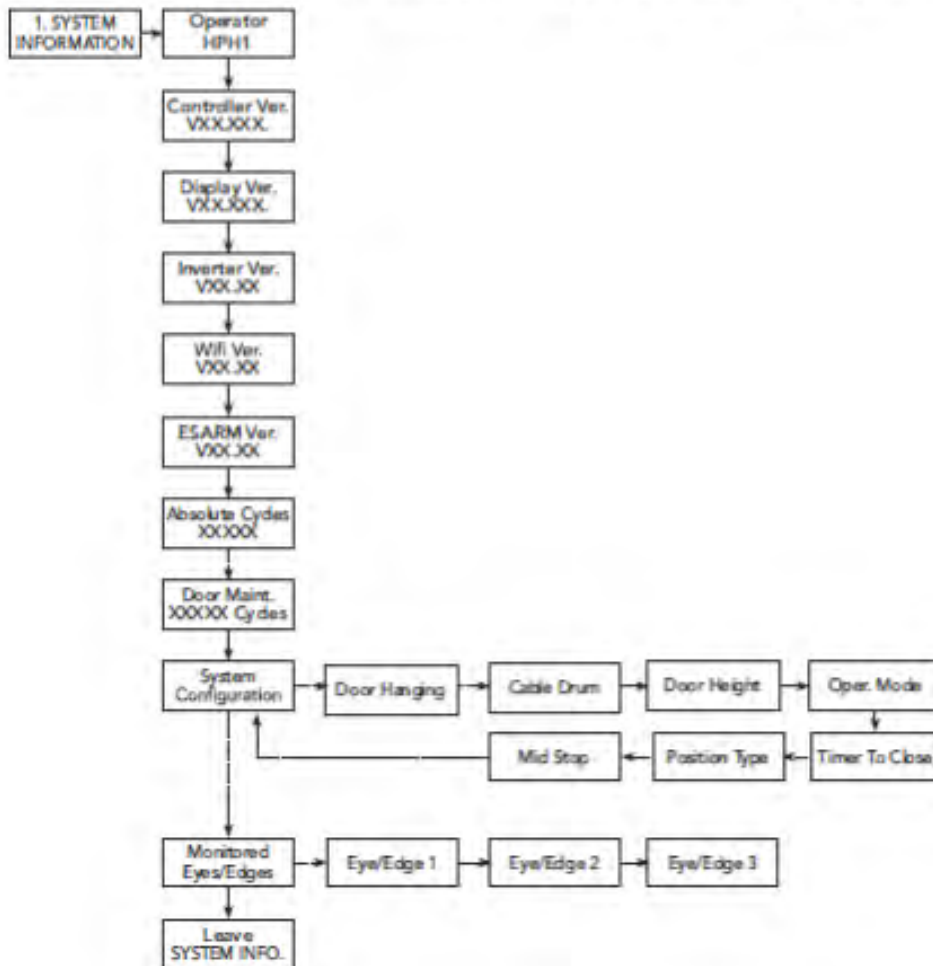 1. SYSTEM
INFORMATION
Operator
HPH1
Controller Ver.
VXX.XXX.
Display Ver.
VXX.XXX.
Inverter Ver.
VXX.XX
Wifi Ver.
VXX.XX
ESARM Ver.
VXX.XX
Absolute Cycles
XXXXX
Door Maint.
XXXXX Cycles
System
Configuration
Door Hanging
Cable Drum
Door Height
Oper. Mode
Mid Stop
Position Type
Timer To Close
Monitored
Eyes/Edges
Eye/Edge 1
Eye/Edge 2
Eye/Edge 3
Leave
SYSTEM INFO.